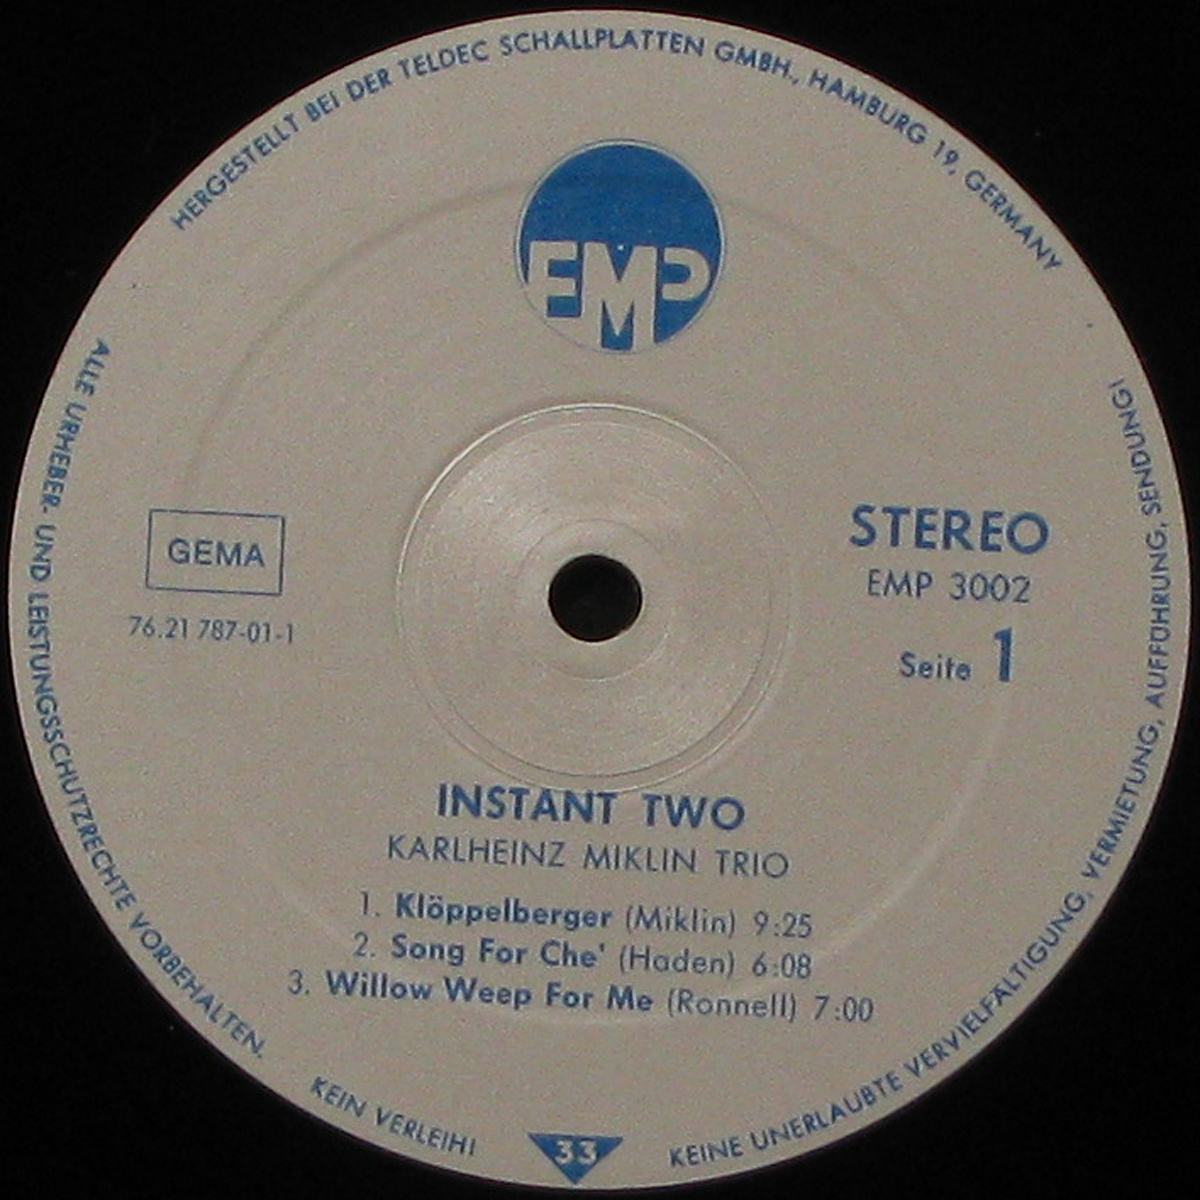 HERGESTELLT BEI DER TELDEC SCHALLPLATTEN GMBH., HAMBURG 19, GERMANY
EMP
GEMA
76.21 787-01-1
STEREO
EMP 3002
Seite 1
INSTANT TWO
KARLHEINZ MIKLIN TRIO
1. Klöppelberger (Miklin) 9:25
2. Song For Che' (Haden) 6:08
3. Willow Weep For Me (Ronnell) 7:00
ALLE URHEBER- UND LEISTUNGSSCHUTZRECHTE VORBEHALTEN.
KEIN VERLEIH!
33
KEINE UNERLAUBTE VERVIELFÄLTIGUNG, VERMIETUNG, AUFFÜHRUNG, SENDUNG!